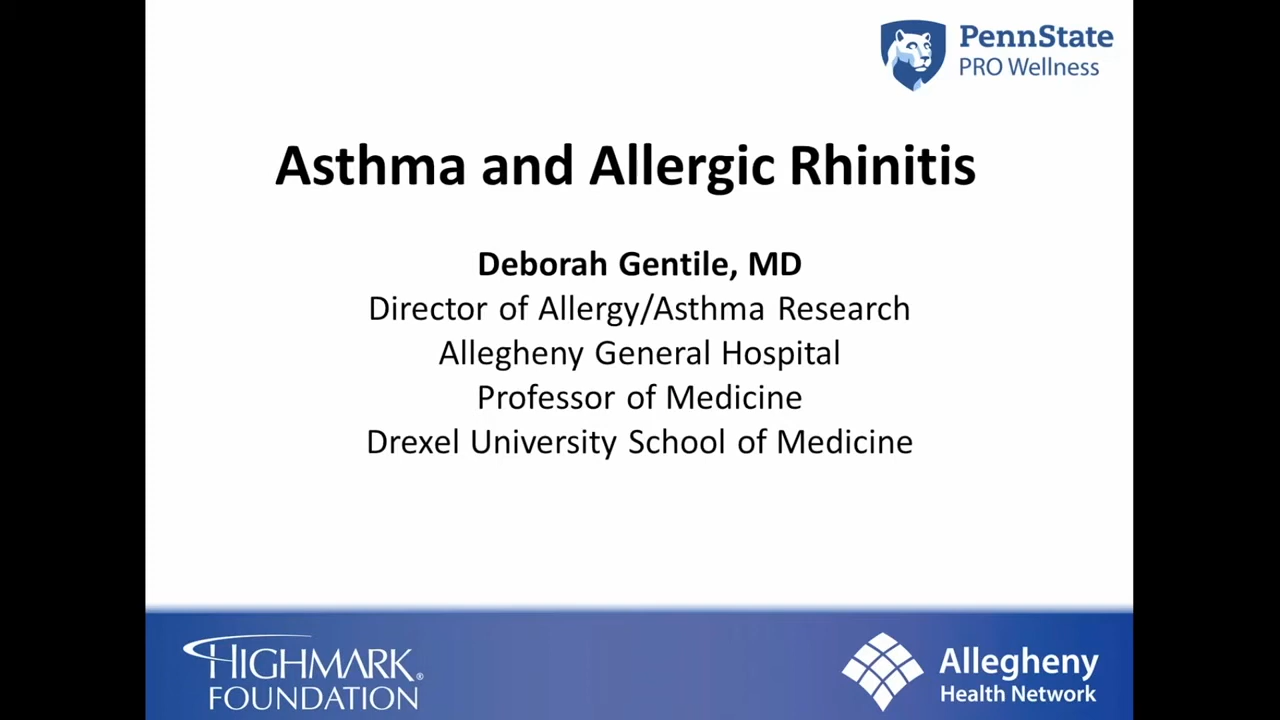 PennState
PRO Wellness
Asthma and Allergic Rhinitis
Deborah Gentile, MD
Director of Allergy/Asthma Research
Allegheny General Hospital
Professor of Medicine
Drexel University School of Medicine
HIGHMARK®
FOUNDATION
Allegheny
Health Network